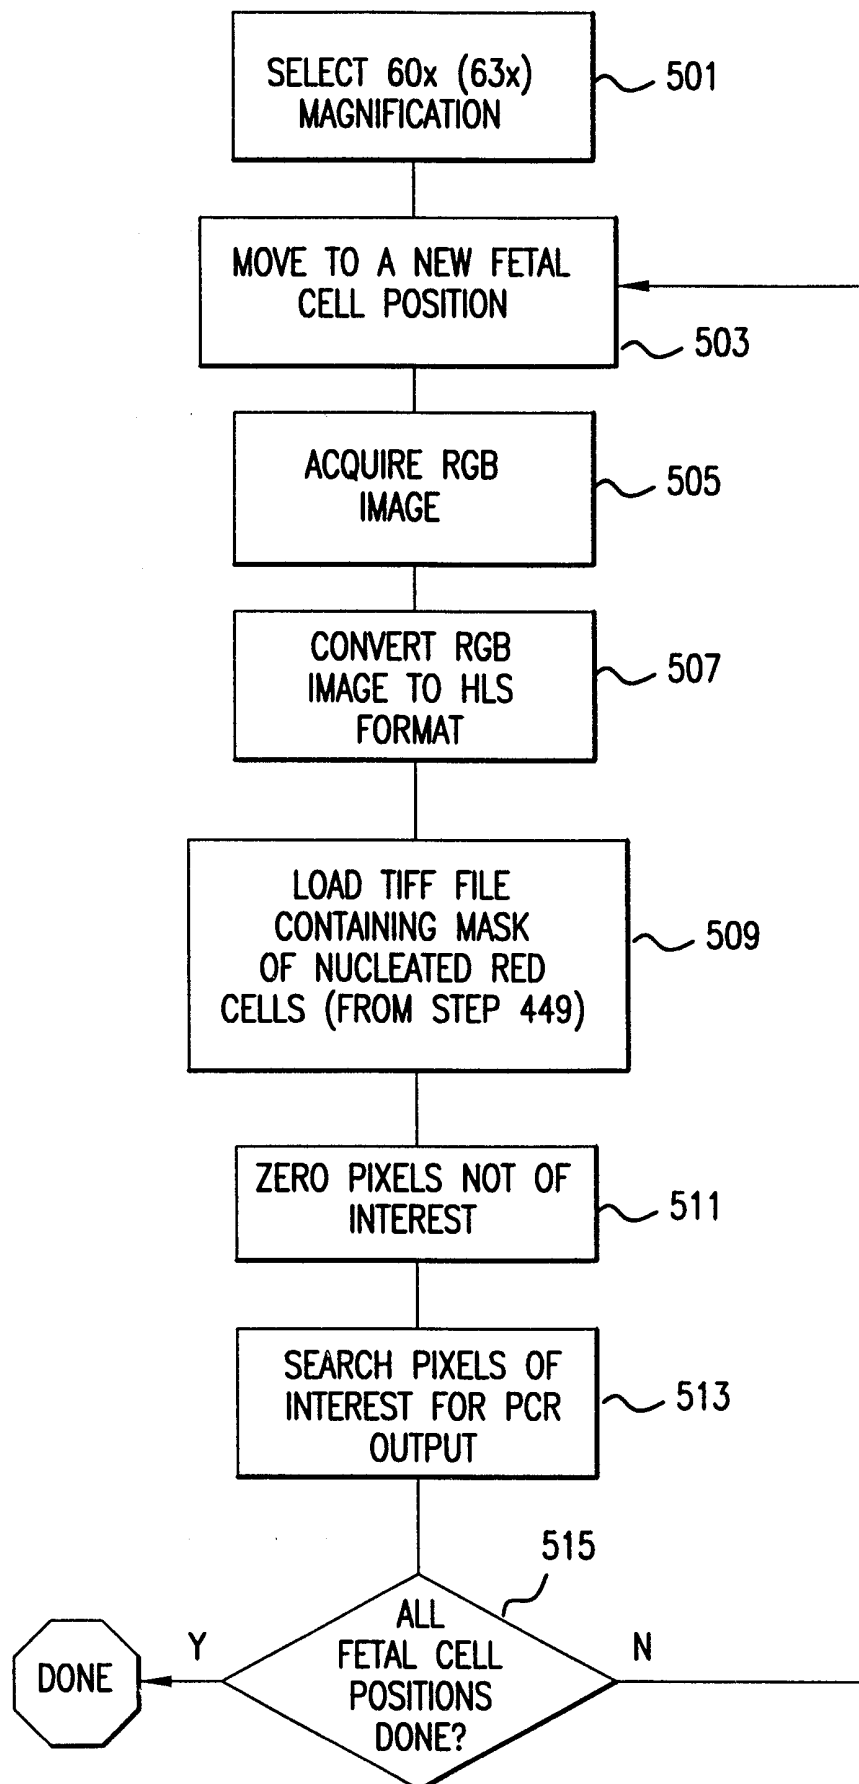 SELECT 60x (63x)
MAGNIFICATION
501
MOVE TO A NEW FETAL
CELL POSITION
503
ACQUIRE RGB
IMAGE
505
CONVERT RGB
IMAGE TO HLS
FORMAT
507
LOAD TIFF FILE
CONTAINING MASK
OF NUCLEATED RED
CELLS (FROM STEP 449)
509
ZERO PIXELS NOT OF
INTEREST
511
SEARCH PIXELS OF
INTEREST FOR PCR
OUTPUT
513
515
ALL
FETAL CELL
POSITIONS
DONE?
Y
N
DONE